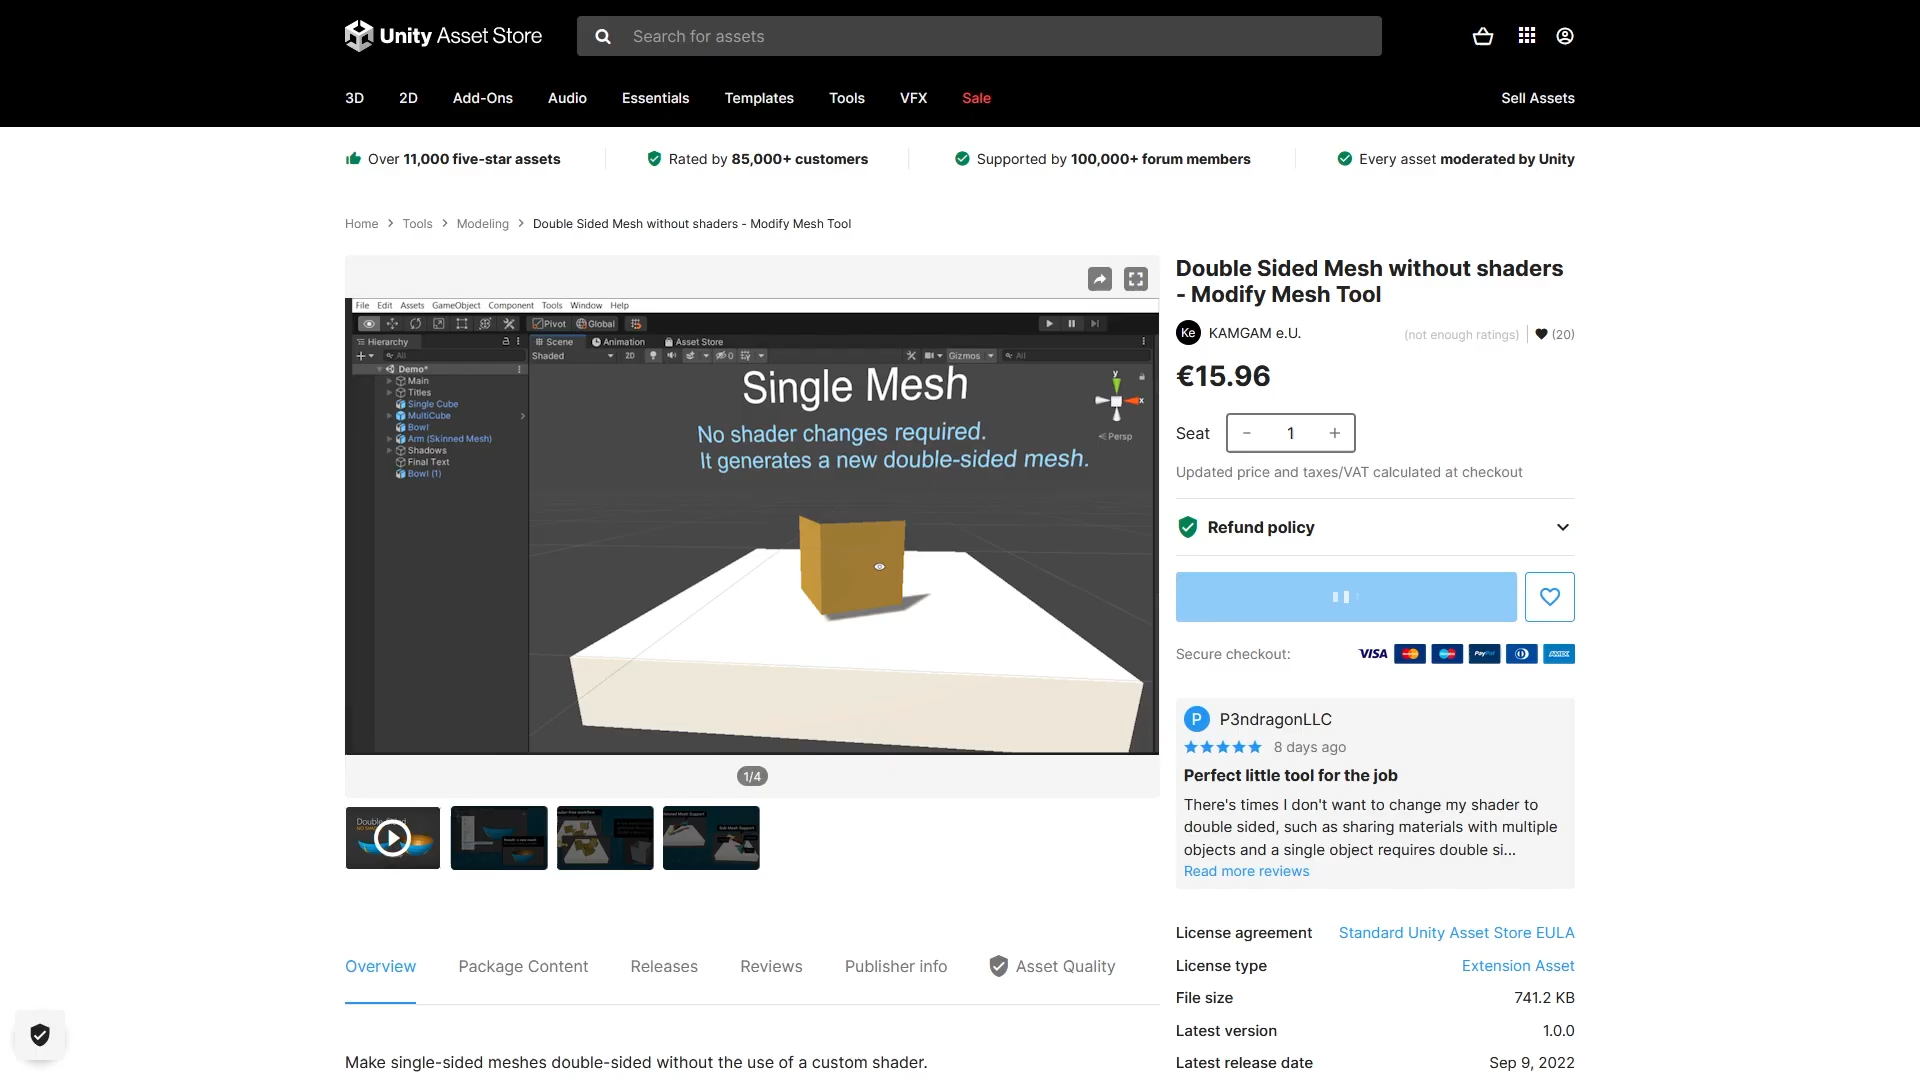 Unity Asset Store
Search for assets
3D 2D Add-Ons Audio Essentials Templates Tools VFX Sale Sell Assets
Over 11,000 five-star assets
Rated by 85,000+ customers
Supported by 100,000+ forum members
Every asset moderated by Unity
Home > Tools > Modeling > Double Sided Mesh without shaders - Modify Mesh Tool
File Edit Assets GameObject Component Tools Window Help
Pivot Global
Hierarchy
All
Demo*
Main
Titles
Single Cube
MultiCube
Bowl
Arm (Skinned Mesh)
Shadows
Final Text
Bowl (1)
Scene Animation Asset Store
Shaded 2D 0 Gizmos All
Single Mesh
No shader changes required.
It generates a new double-sided mesh.
y
x
Persp
1/4
Double Sided Mesh without shaders
- Modify Mesh Tool
Ke KAMGAM e.U.
(not enough ratings) (20)
€15.96
Seat - 1 +
Updated price and taxes/VAT calculated at checkout
Refund policy
Secure checkout: VISA PayPal AMEX
P P3ndragonLLC
8 days ago
Perfect little tool for the job
There's times I don't want to change my shader to
double sided, such as sharing materials with multiple
objects and a single object requires double si...
Read more reviews
License agreement Standard Unity Asset Store EULA
License type Extension Asset
File size 741.2 KB
Latest version 1.0.0
Latest release date Sep 9, 2022
Overview Package Content Releases Reviews Publisher info Asset Quality
Make single-sided meshes double-sided without the use of a custom shader.